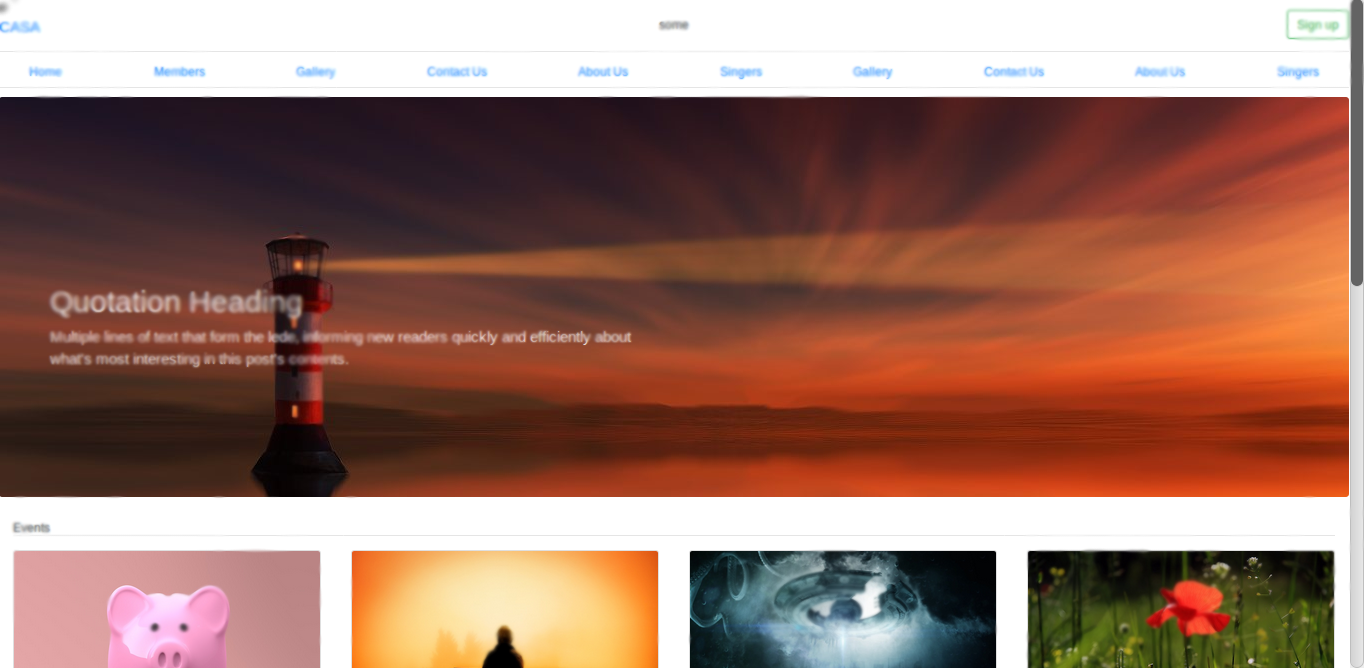 CASA
some
Sign up
Home Members Gallery Contact Us About Us Singers Gallery Contact Us About Us Singers
Quotation Heading
Multiple lines of text that form the lede, informing new readers quickly and efficiently about
what's most interesting in this post's contents.
Events